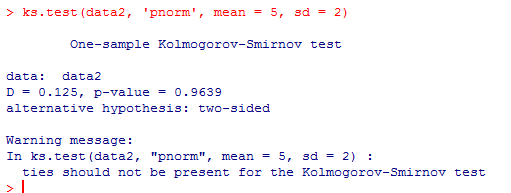 > ks.test(data2, 'pnorm', mean = 5, sd = 2)
One-sample Kolmogorov-Smirnov test
data:  data2
D = 0.125, p-value = 0.9639
alternative hypothesis: two-sided
Warning message:
In ks.test(data2, "pnorm", mean = 5, sd = 2) :
ties should not be present for the Kolmogorov-Smirnov test
>